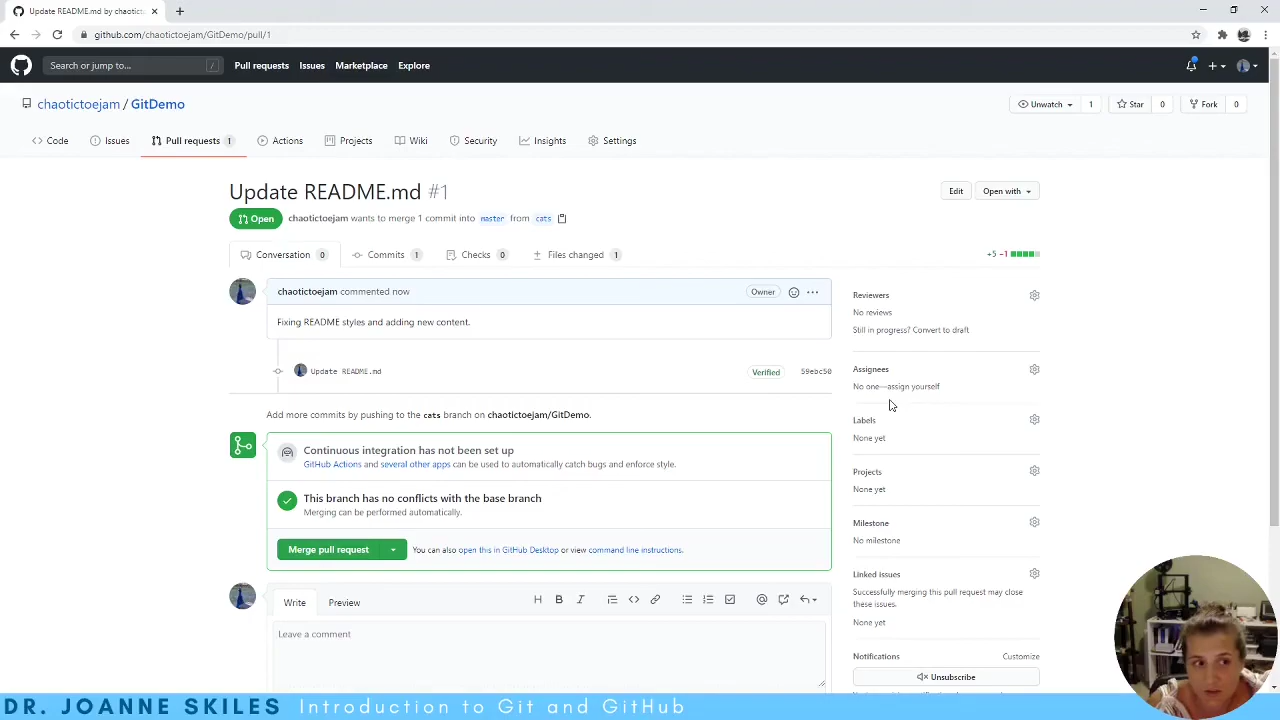 Update README.md by chaotictoe
github.com/chaotictoejam/GitDemo/pull/1
Search or jump to... /
Pull requests Issues Marketplace Explore
chaotictoejam / GitDemo
Unwatch 1 Star 0 Fork 0
Code Issues Pull requests 1 Actions Projects Wiki Security Insights Settings
Update README.md #1
Edit Open with
Open chaotictoejam wants to merge 1 commit into master from cats
Conversation 0 Commits 1 Checks 0 Files changed 1
+5 −1
chaotictoejam commented now
Owner
Fixing README styles and adding new content.
Update README.md
Verified 59ebc50
Add more commits by pushing to the cats branch on chaotictoejam/GitDemo.
Continuous integration has not been set up
GitHub Actions and several other apps can be used to automatically catch bugs and enforce style.
This branch has no conflicts with the base branch
Merging can be performed automatically.
Merge pull request You can also open this in GitHub Desktop or view command line instructions.
Write Preview
Leave a comment
Reviewers
No reviews
Still in progress? Convert to draft
Assignees
No one—assign yourself
Labels
None yet
Projects
None yet
Milestone
No milestone
Linked issues
Successfully merging this pull request may close
these issues.
None yet
Notifications Customize
Unsubscribe
DR. JOANNE SKILES Introduction to Git and GitHub